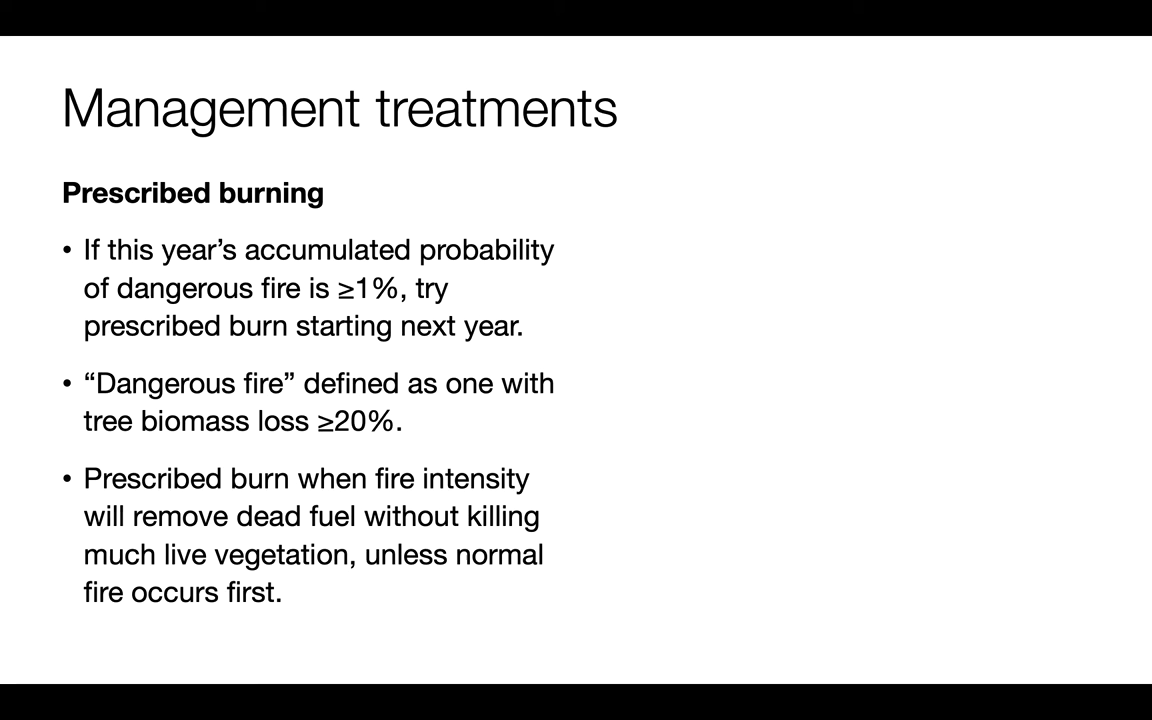 Management treatments
Prescribed burning
• If this year’s accumulated probability
of dangerous fire is ≥1%, try
prescribed burn starting next year.
• “Dangerous fire” defined as one with
tree biomass loss ≥20%.
• Prescribed burn when fire intensity
will remove dead fuel without killing
much live vegetation, unless normal
fire occurs first.